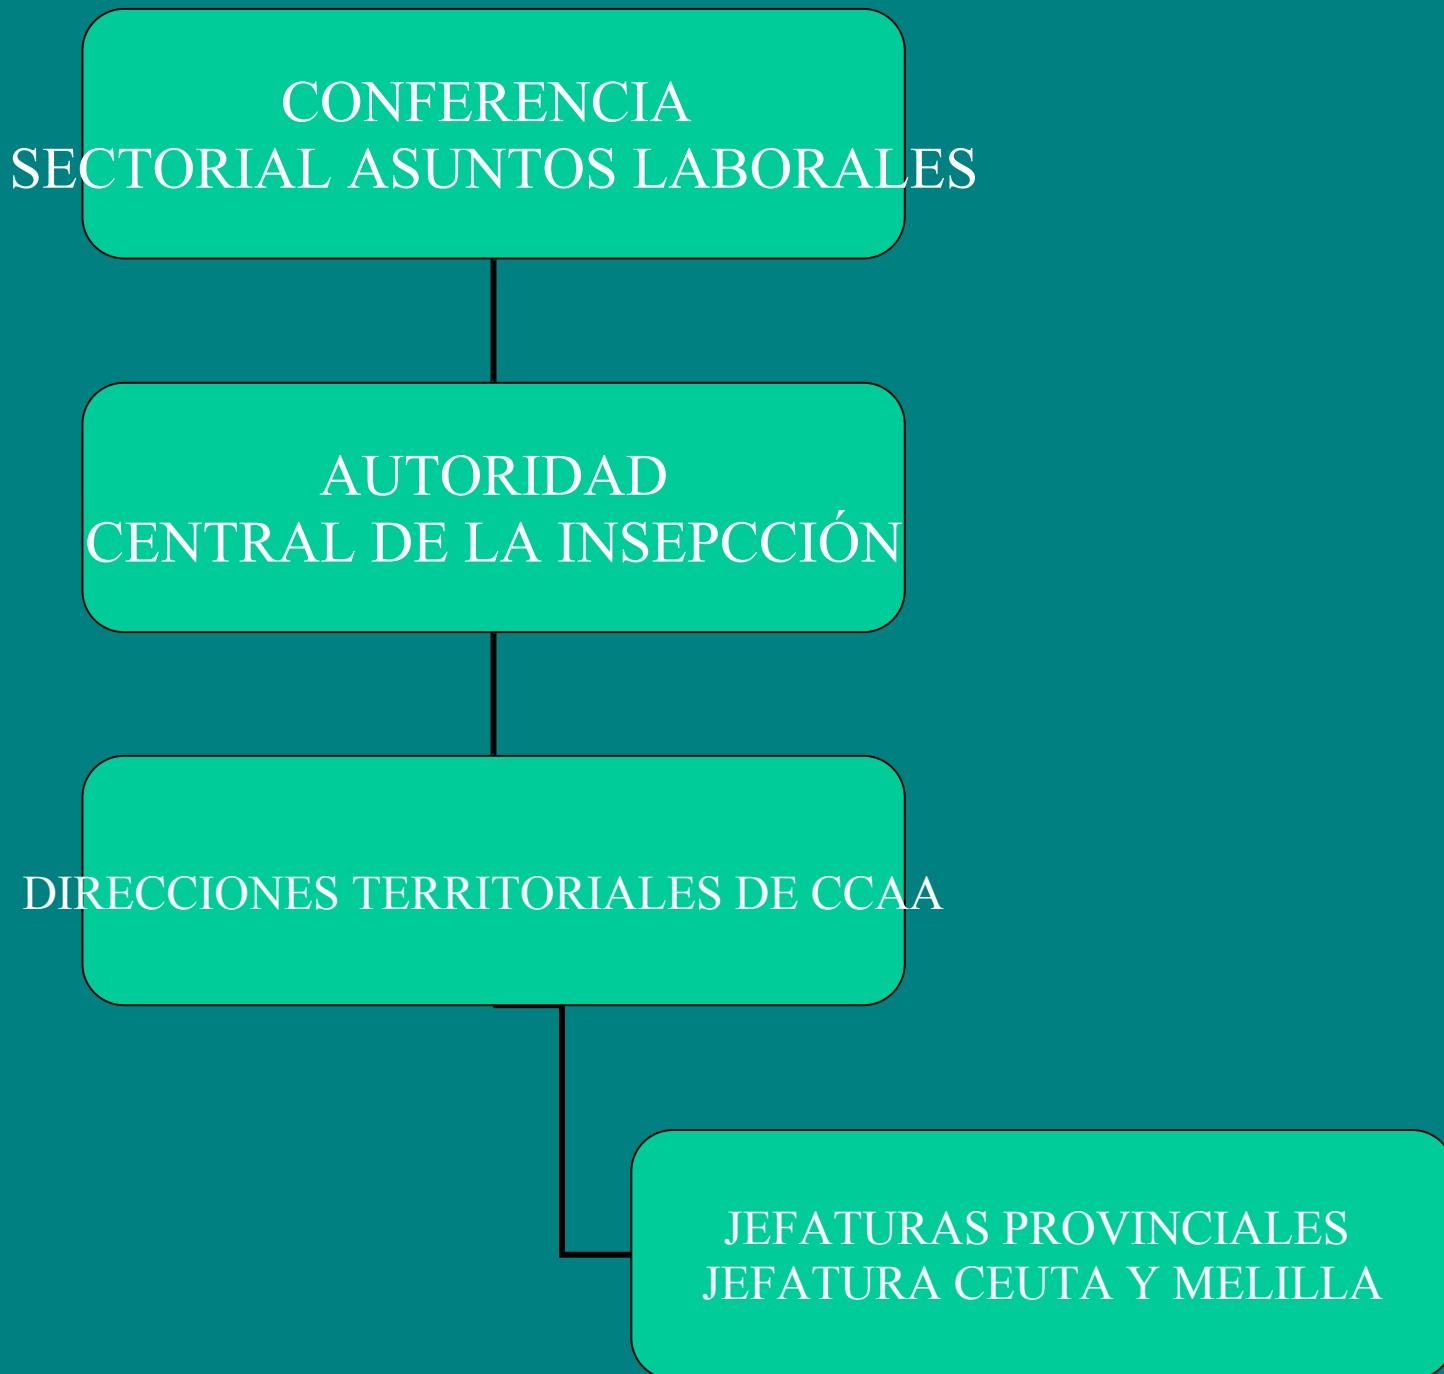 CONFERENCIA
SECTORIAL ASUNTOS LABORALES
AUTORIDAD
CENTRAL DE LA INSEPCCIÓN
DIRECCIONES TERRITORIALES DE CCAA
JEFATURAS PROVINCIALES
JEFATURA CEUTA Y MELILLA